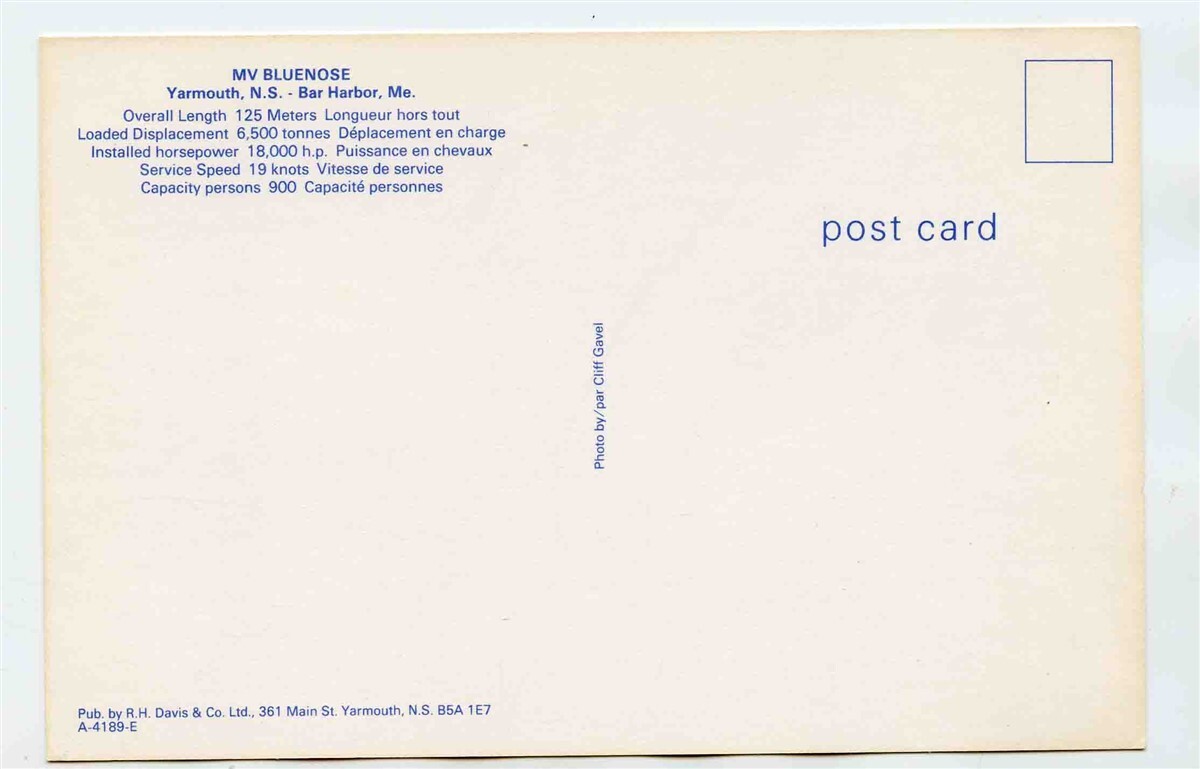 MV BLUENOSE
Yarmouth, N.S. - Bar Harbor, Me.
Overall Length 125 Meters Longueur hors tout
Loaded Displacement 6,500 tonnes Déplacement en charge
Installed horsepower 18,000 h.p. Puissance en chevaux
Service Speed 19 knots Vitesse de service
Capacity persons 900 Capacité personnes
post card
Photo by/par Cliff Gavel
Pub. by R.H. Davis & Co. Ltd., 361 Main St. Yarmouth, N.S. B5A 1E7
A-4189-E